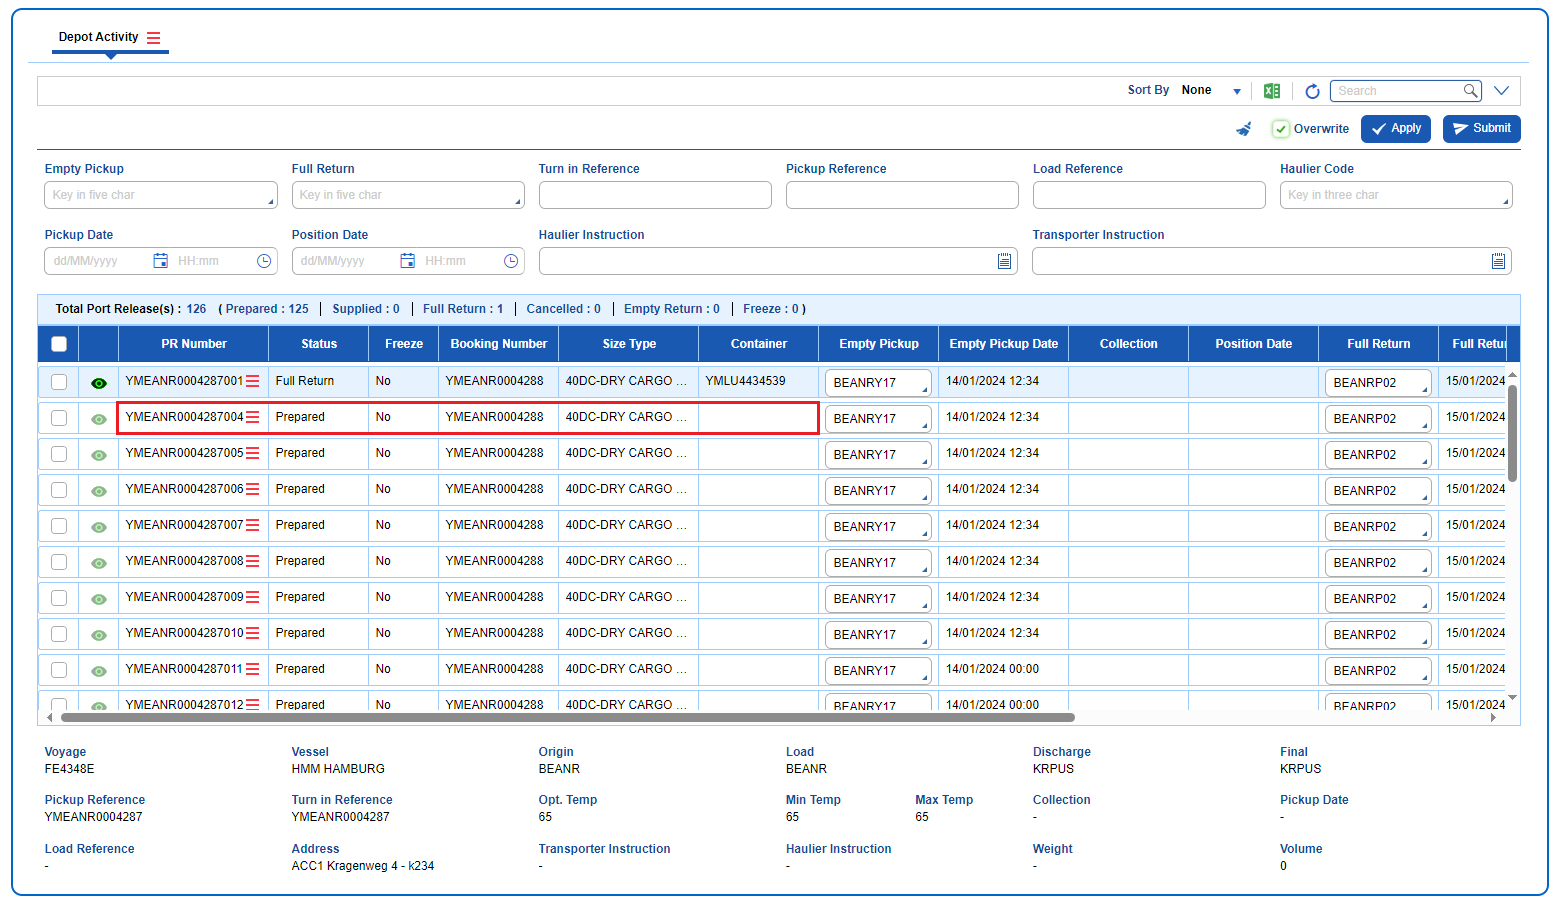 Depot Activity
Sort By None Search
Overwrite Apply Submit
Empty Pickup Full Return Turn in Reference Pickup Reference Load Reference Haulier Code
Key in five char Key in five char Key in three char
Pickup Date Position Date Haulier Instruction Transporter Instruction
dd/MM/yyyy HH:mm dd/MM/yyyy HH:mm
Total Port Release(s) : 126 ( Prepared : 125 | Supplied : 0 | Full Return : 1 | Cancelled : 0 | Empty Return : 0 | Freeze : 0 )
PR Number Status Freeze Booking Number Size Type Container Empty Pickup Empty Pickup Date Collection Position Date Full Return Full Retur
YMEANR0004287001 Full Return No YMEANR0004288 40DC-DRY CARGO ... YMLU4434539 BEANRY17 14/01/2024 12:34 BEANRP02 15/01/2024
YMEANR0004287004 Prepared No YMEANR0004288 40DC-DRY CARGO ... BEANRY17 14/01/2024 12:34 BEANRP02 15/01/2024
YMEANR0004287005 Prepared No YMEANR0004288 40DC-DRY CARGO ... BEANRY17 14/01/2024 12:34 BEANRP02 15/01/2024
YMEANR0004287006 Prepared No YMEANR0004288 40DC-DRY CARGO ... BEANRY17 14/01/2024 12:34 BEANRP02 15/01/2024
YMEANR0004287007 Prepared No YMEANR0004288 40DC-DRY CARGO ... BEANRY17 14/01/2024 12:34 BEANRP02 15/01/2024
YMEANR0004287008 Prepared No YMEANR0004288 40DC-DRY CARGO ... BEANRY17 14/01/2024 12:34 BEANRP02 15/01/2024
YMEANR0004287009 Prepared No YMEANR0004288 40DC-DRY CARGO ... BEANRY17 14/01/2024 12:34 BEANRP02 15/01/2024
YMEANR0004287010 Prepared No YMEANR0004288 40DC-DRY CARGO ... BEANRY17 14/01/2024 12:34 BEANRP02 15/01/2024
YMEANR0004287011 Prepared No YMEANR0004288 40DC-DRY CARGO ... BEANRY17 14/01/2024 00:00 BEANRP02 15/01/2024
YMEANR0004287012 Prepared No YMEANR0004288 40DC-DRY CARGO ... BEANRY17 14/01/2024 00:00 BEANRP02 15/01/2024
Voyage Vessel Origin Load Discharge Final
FE4348E HMM HAMBURG BEANR BEANR KRPUS KRPUS
Pickup Reference Turn in Reference Opt. Temp Min Temp Max Temp Collection Pickup Date
YMEANR0004287 YMEANR0004287 65 65 65 - -
Load Reference Address Transporter Instruction Haulier Instruction Weight Volume
- ACC1 Kragenweg 4 - k234 - - - 0